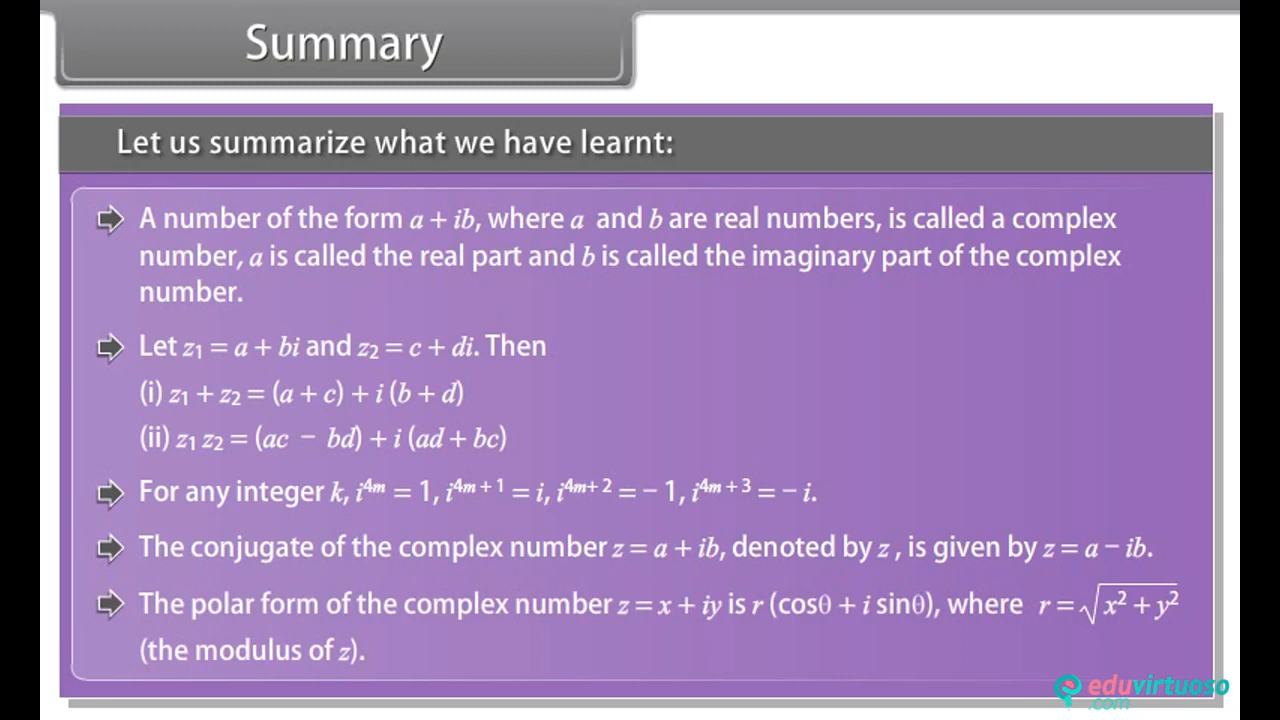 Summary
Let us summarize what we have learnt:
A number of the form a + ib, where a and b are real numbers, is called a complex
number, a is called the real part and b is called the imaginary part of the complex
number.
Let z₁ = a + bi and z₂ = c + di. Then
(i) z₁ + z₂ = (a + c) + i (b + d)
(ii) z₁ z₂ = (ac − bd) + i (ad + bc)
For any integer k, i⁴ᵐ = 1, i⁴ᵐ⁺¹ = i, i⁴ᵐ⁺² = − 1, i⁴ᵐ⁺³ = − i.
The conjugate of the complex number z = a + ib, denoted by z , is given by z = a − ib.
The polar form of the complex number z = x + iy is r (cosθ + i sinθ), where r = √x² + y²
(the modulus of z).
eduvirtuoso
.com